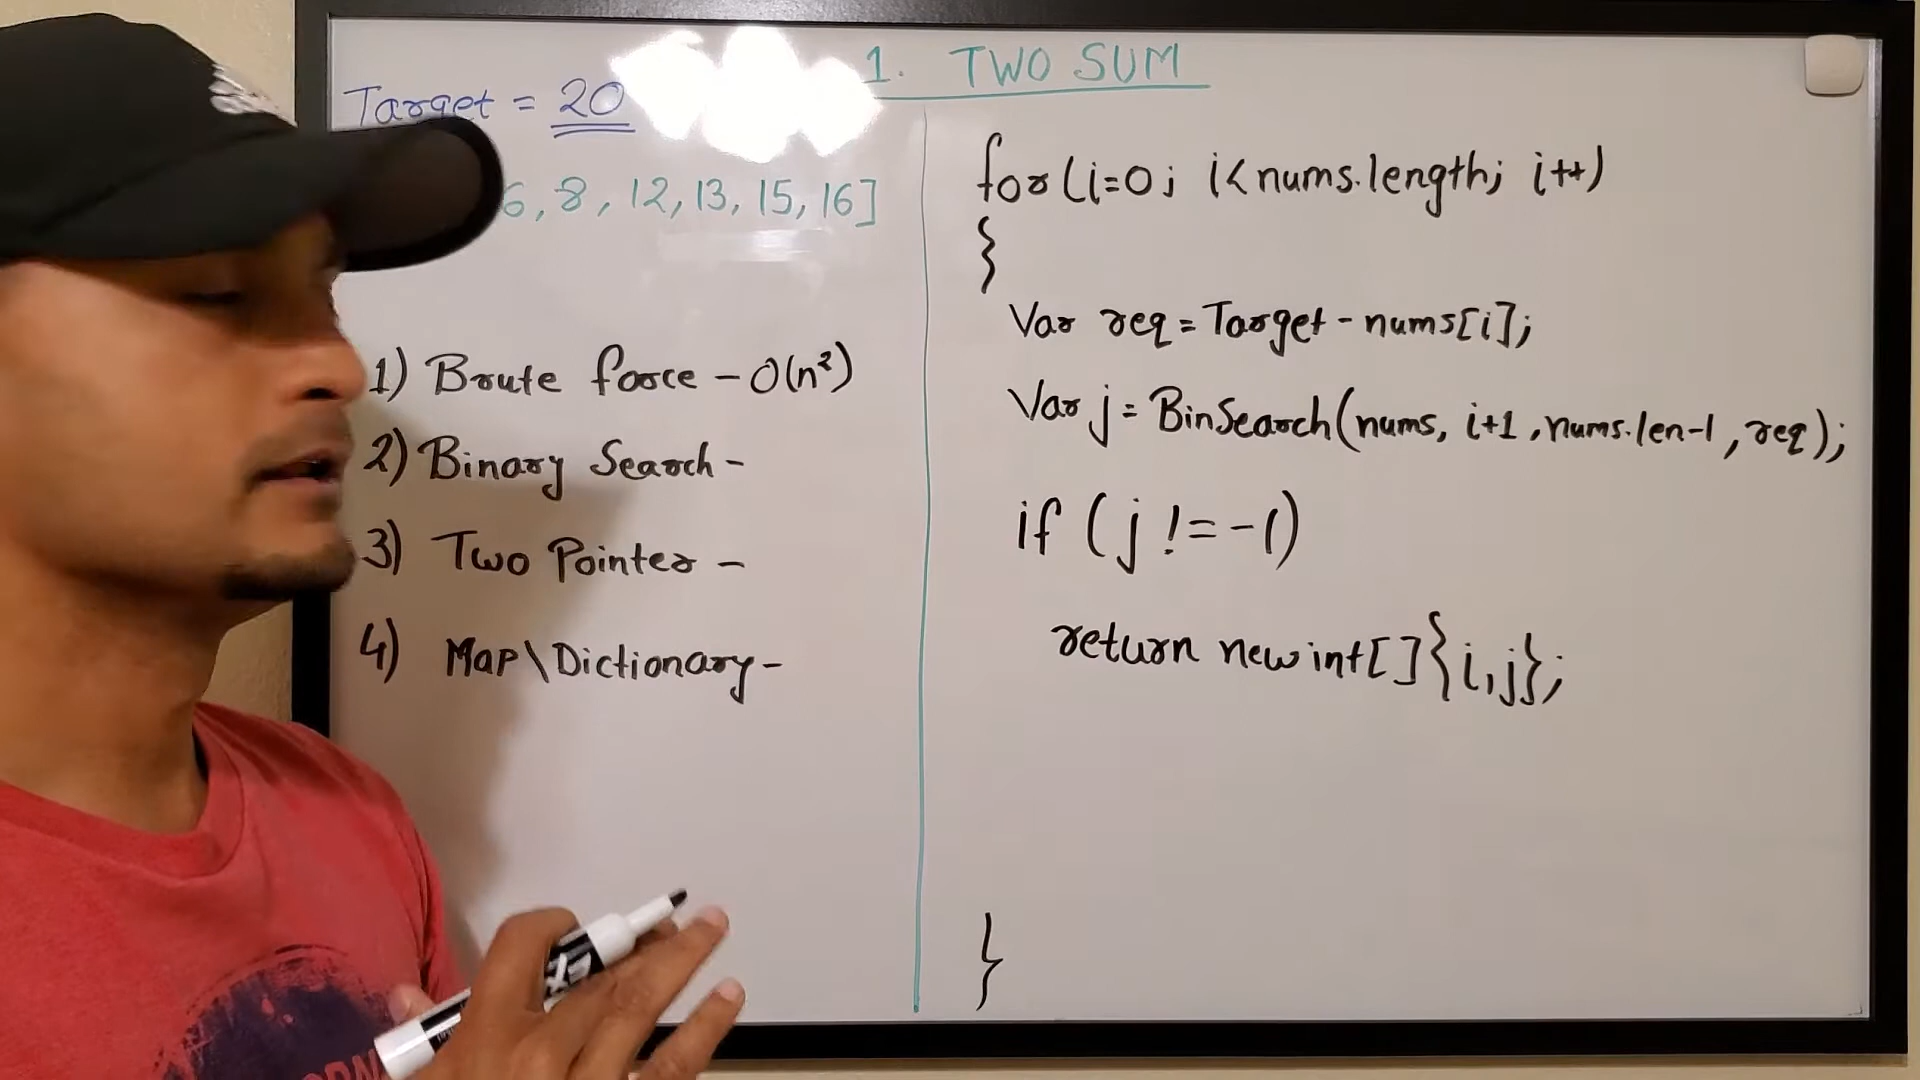 1. TWO SUM
Target = 20
6, 8, 12, 13, 15, 16]
1) Brute force - O(n²)
2) Binary Search -
3) Two Pointer -
4) Map\Dictionary -
for(i=0; i<nums.length; i++)
{
Var req = Target - nums[i];
Var j = BinSearch(nums, i+1, nums.len-1, req);
if (j != -1)
return new int[]{i,j};
}